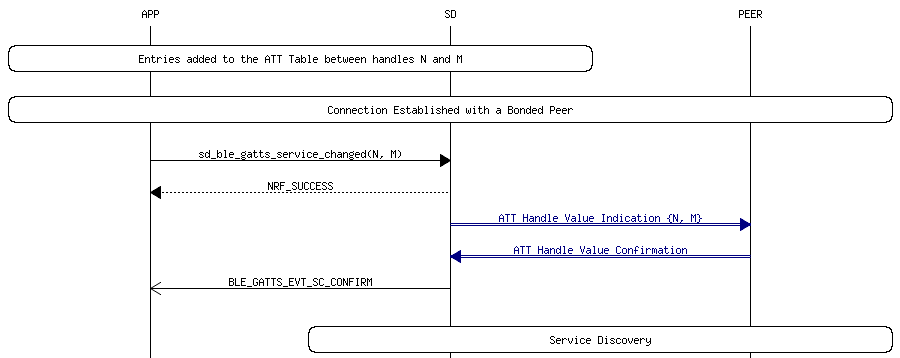 APP SD PEER
Entries added to the ATT Table between handles N and M
Connection Established with a Bonded Peer
sd_ble_gatts_service_changed(N, M)
NRF_SUCCESS
ATT Handle Value Indication {N, M}
ATT Handle Value Confirmation
BLE_GATTS_EVT_SC_CONFIRM
Service Discovery